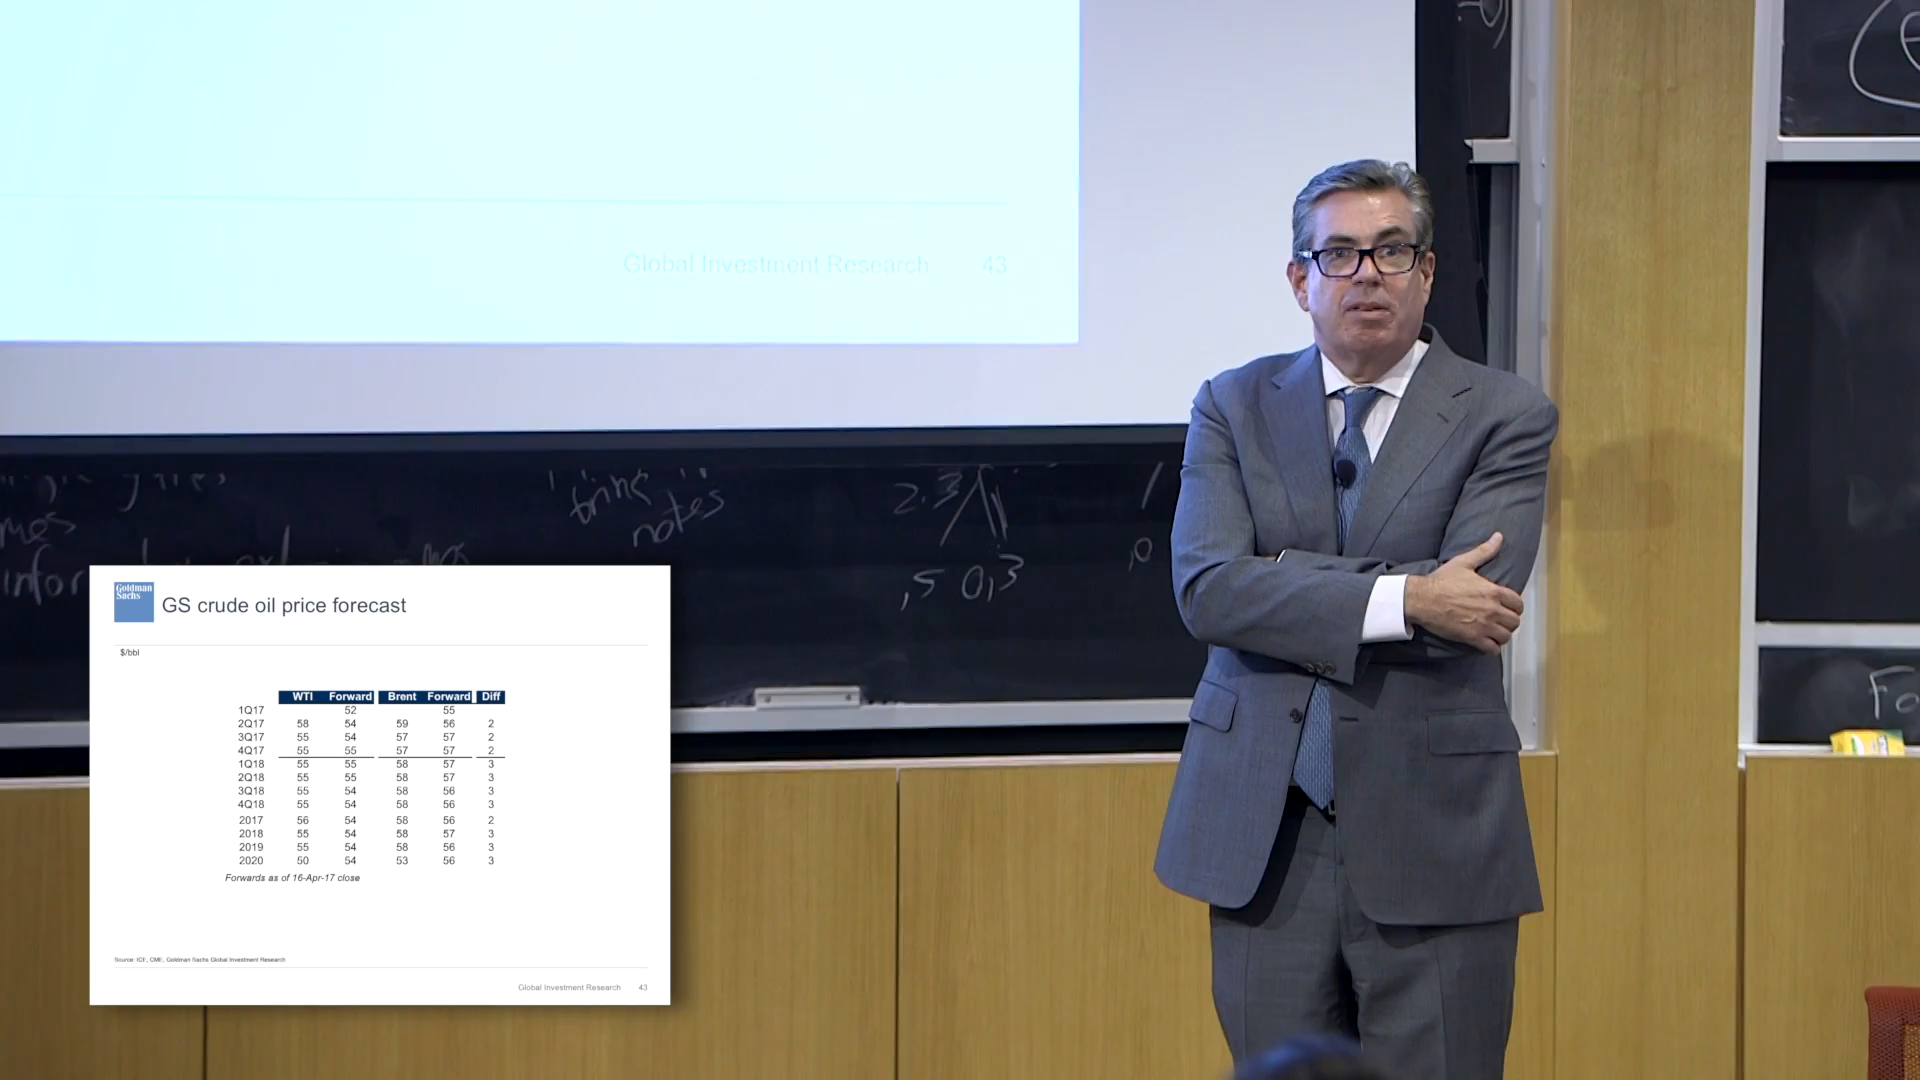 Global Investment Research 43
"trinc"
notes
2.3
,5 0,3
,0
infor
Fo
Goldman
Sachs
GS crude oil price forecast
$/bbl
WTI Forward Brent Forward Diff
1Q17 52 55
2Q17 58 54 59 56 2
3Q17 55 54 57 57 2
4Q17 55 55 57 57 2
1Q18 55 55 58 57 3
2Q18 55 55 58 57 3
3Q18 55 54 58 56 3
4Q18 55 54 58 56 3
2017 56 54 58 56 2
2018 55 54 58 57 3
2019 55 54 58 56 3
2020 50 54 53 56 3
Forwards as of 16-Apr-17 close
Source: ICE, CME, Goldman Sachs Global Investment Research
Global Investment Research 43